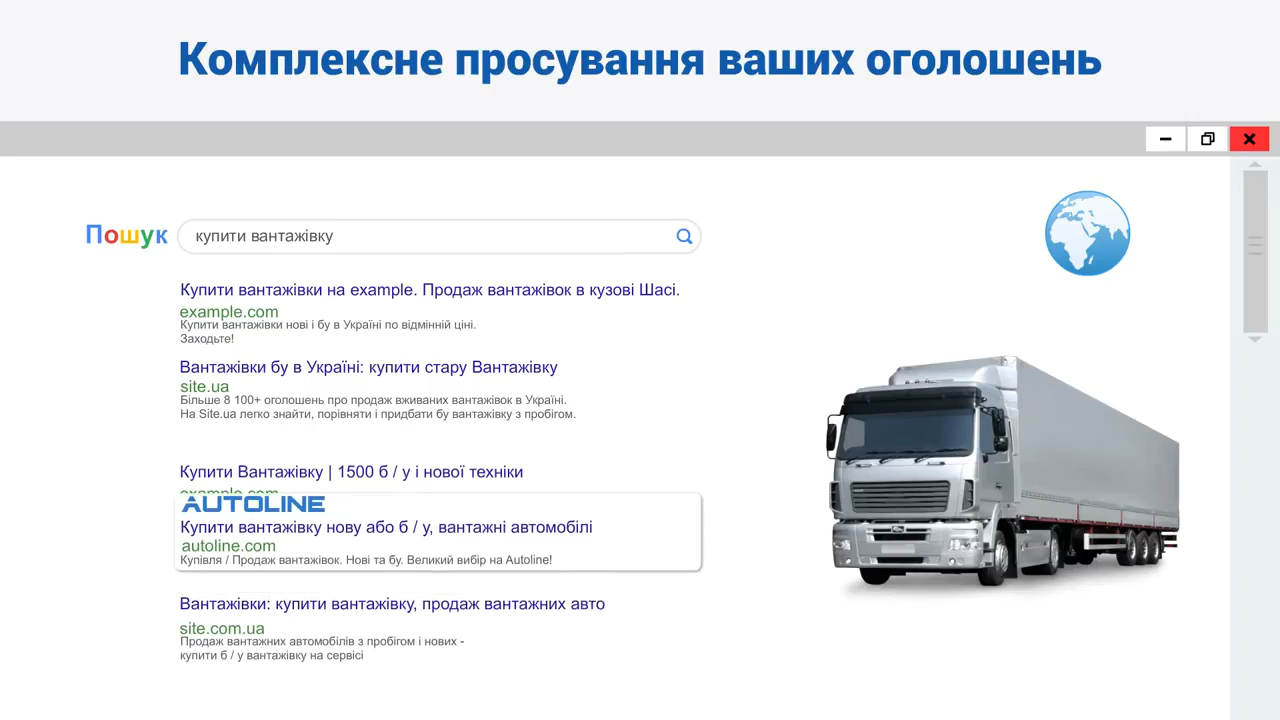 Комплексне просування ваших оголошень
Пошук
купити вантажівку
Купити вантажівки на example. Продаж вантажівок в кузові Шасі.
example.com
Купити вантажівки нові і бу в Україні по відмінній ціні.
Заходьте!
Вантажівки бу в Україні: купити стару Вантажівку
site.ua
Більше 8 100+ оголошень про продаж вживаних вантажівок в Україні.
На Site.ua легко знайти, порівняти і придбати бу вантажівку з пробігом.
Купити Вантажівку | 1500 б / у і нової техніки
example.com
AUTOLINE
Купити вантажівку нову або б / у, вантажні автомобілі
autoline.com
Купівля / Продаж вантажівок. Нові та бу. Великий вибір на Autoline!
Вантажівки: купити вантажівку, продаж вантажних авто
site.com.ua
Продаж вантажних автомобілів з пробігом і нових -
купити б / у вантажівку на сервісі